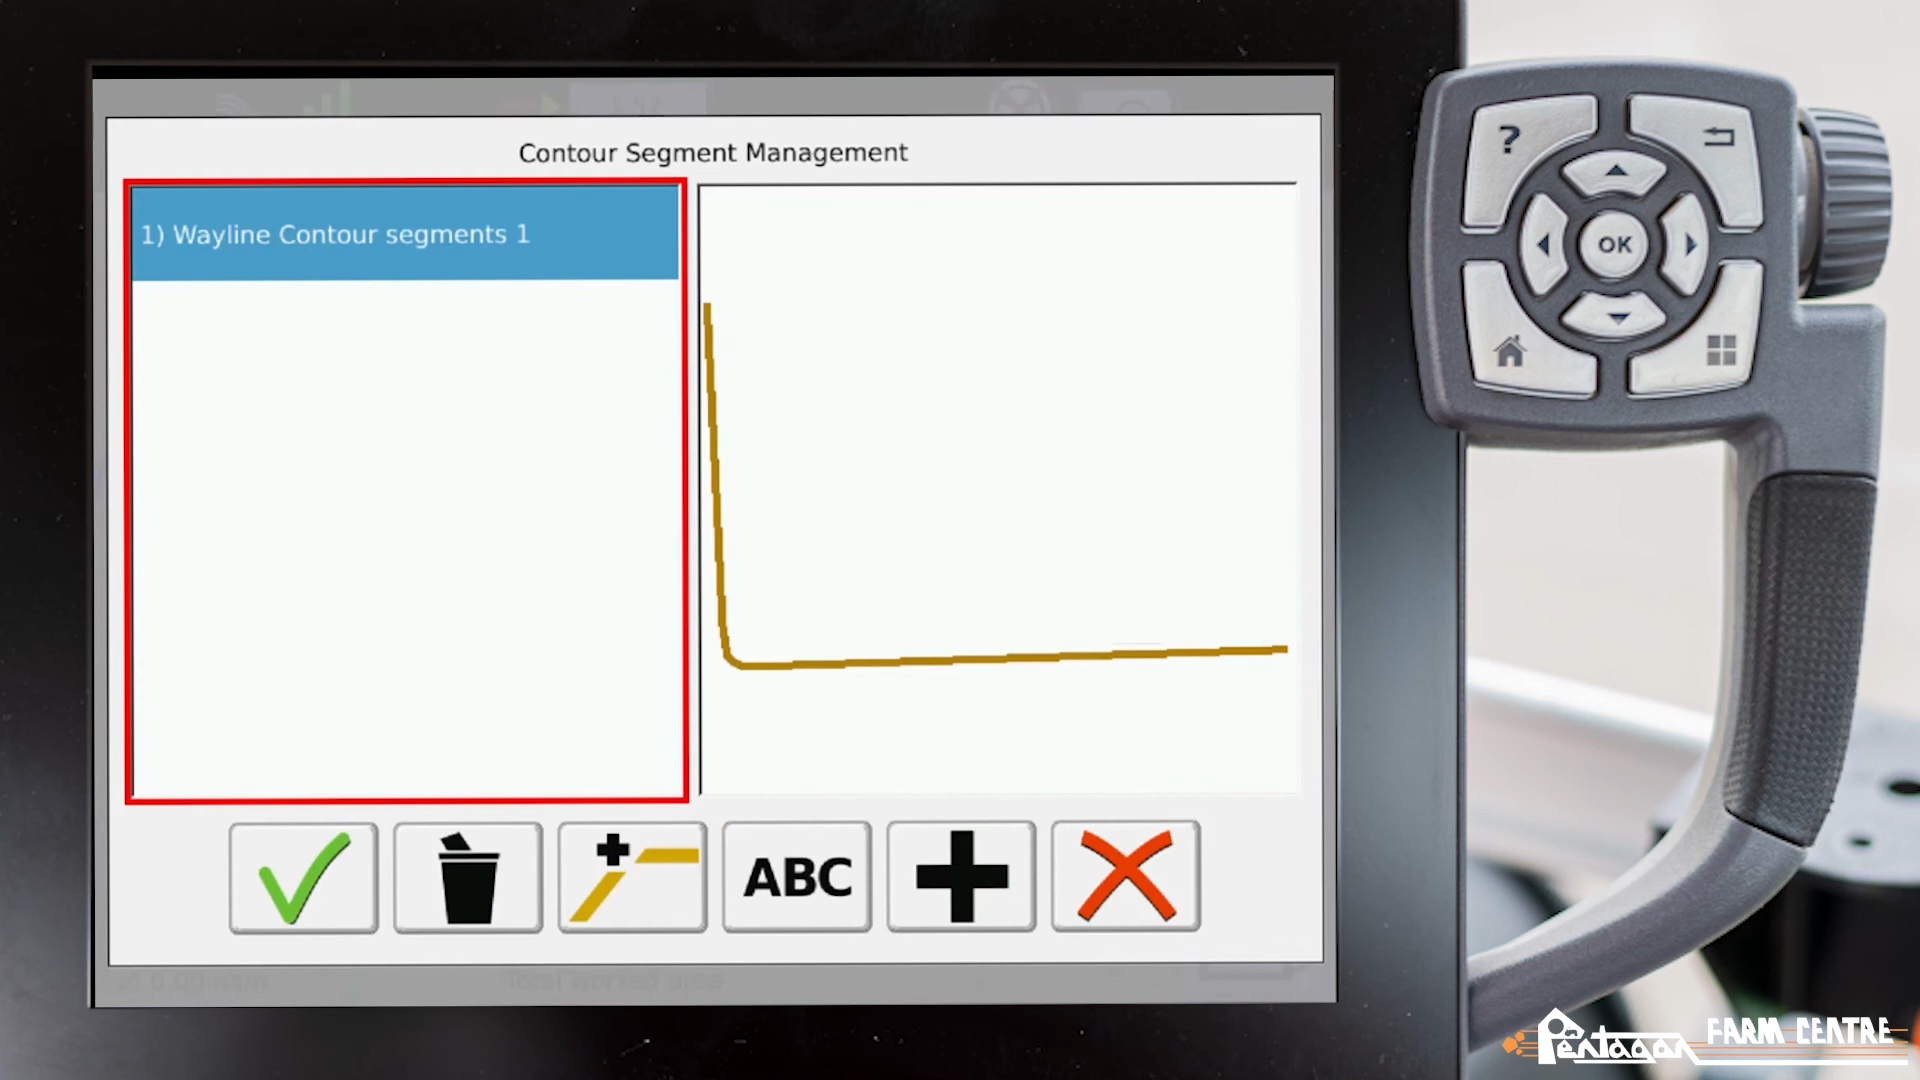 Contour Segment Management
1) Wayline Contour segments 1
ABC
?
OK
Pentagon FARM CENTRE